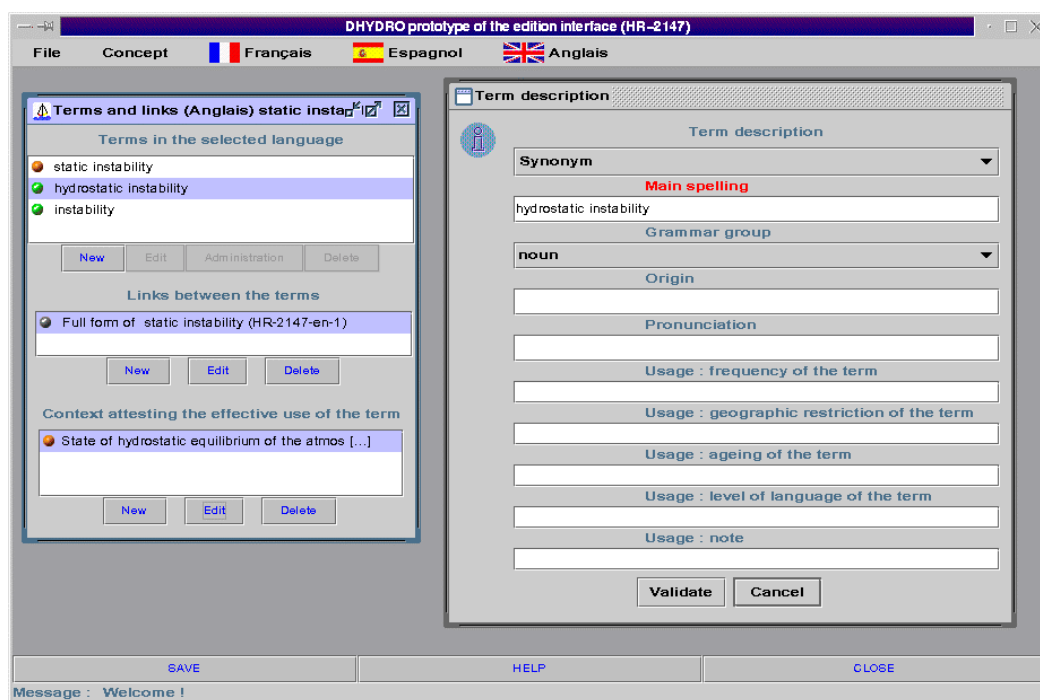 DHYDRO prototype of the edition interface (HR-2147)
File Concept Français Espagnol Anglais
Terms and links (Anglais) static insta
Terms in the selected language
static instability
hydrostatic instability
instability
New Edit Administration Delete
Links between the terms
Full form of static instability (HR-2147-en-1)
New Edit Delete
Context attesting the effective use of the term
State of hydrostatic equilibrium of the atmos [...]
New Edit Delete
Term description
Term description
Synonym
Main spelling
hydrostatic instability
Grammar group
noun
Origin
Pronunciation
Usage : frequency of the term
Usage : geographic restriction of the term
Usage : ageing of the term
Usage : level of language of the term
Usage : note
Validate Cancel
SAVE HELP CLOSE
Message : Welcome !